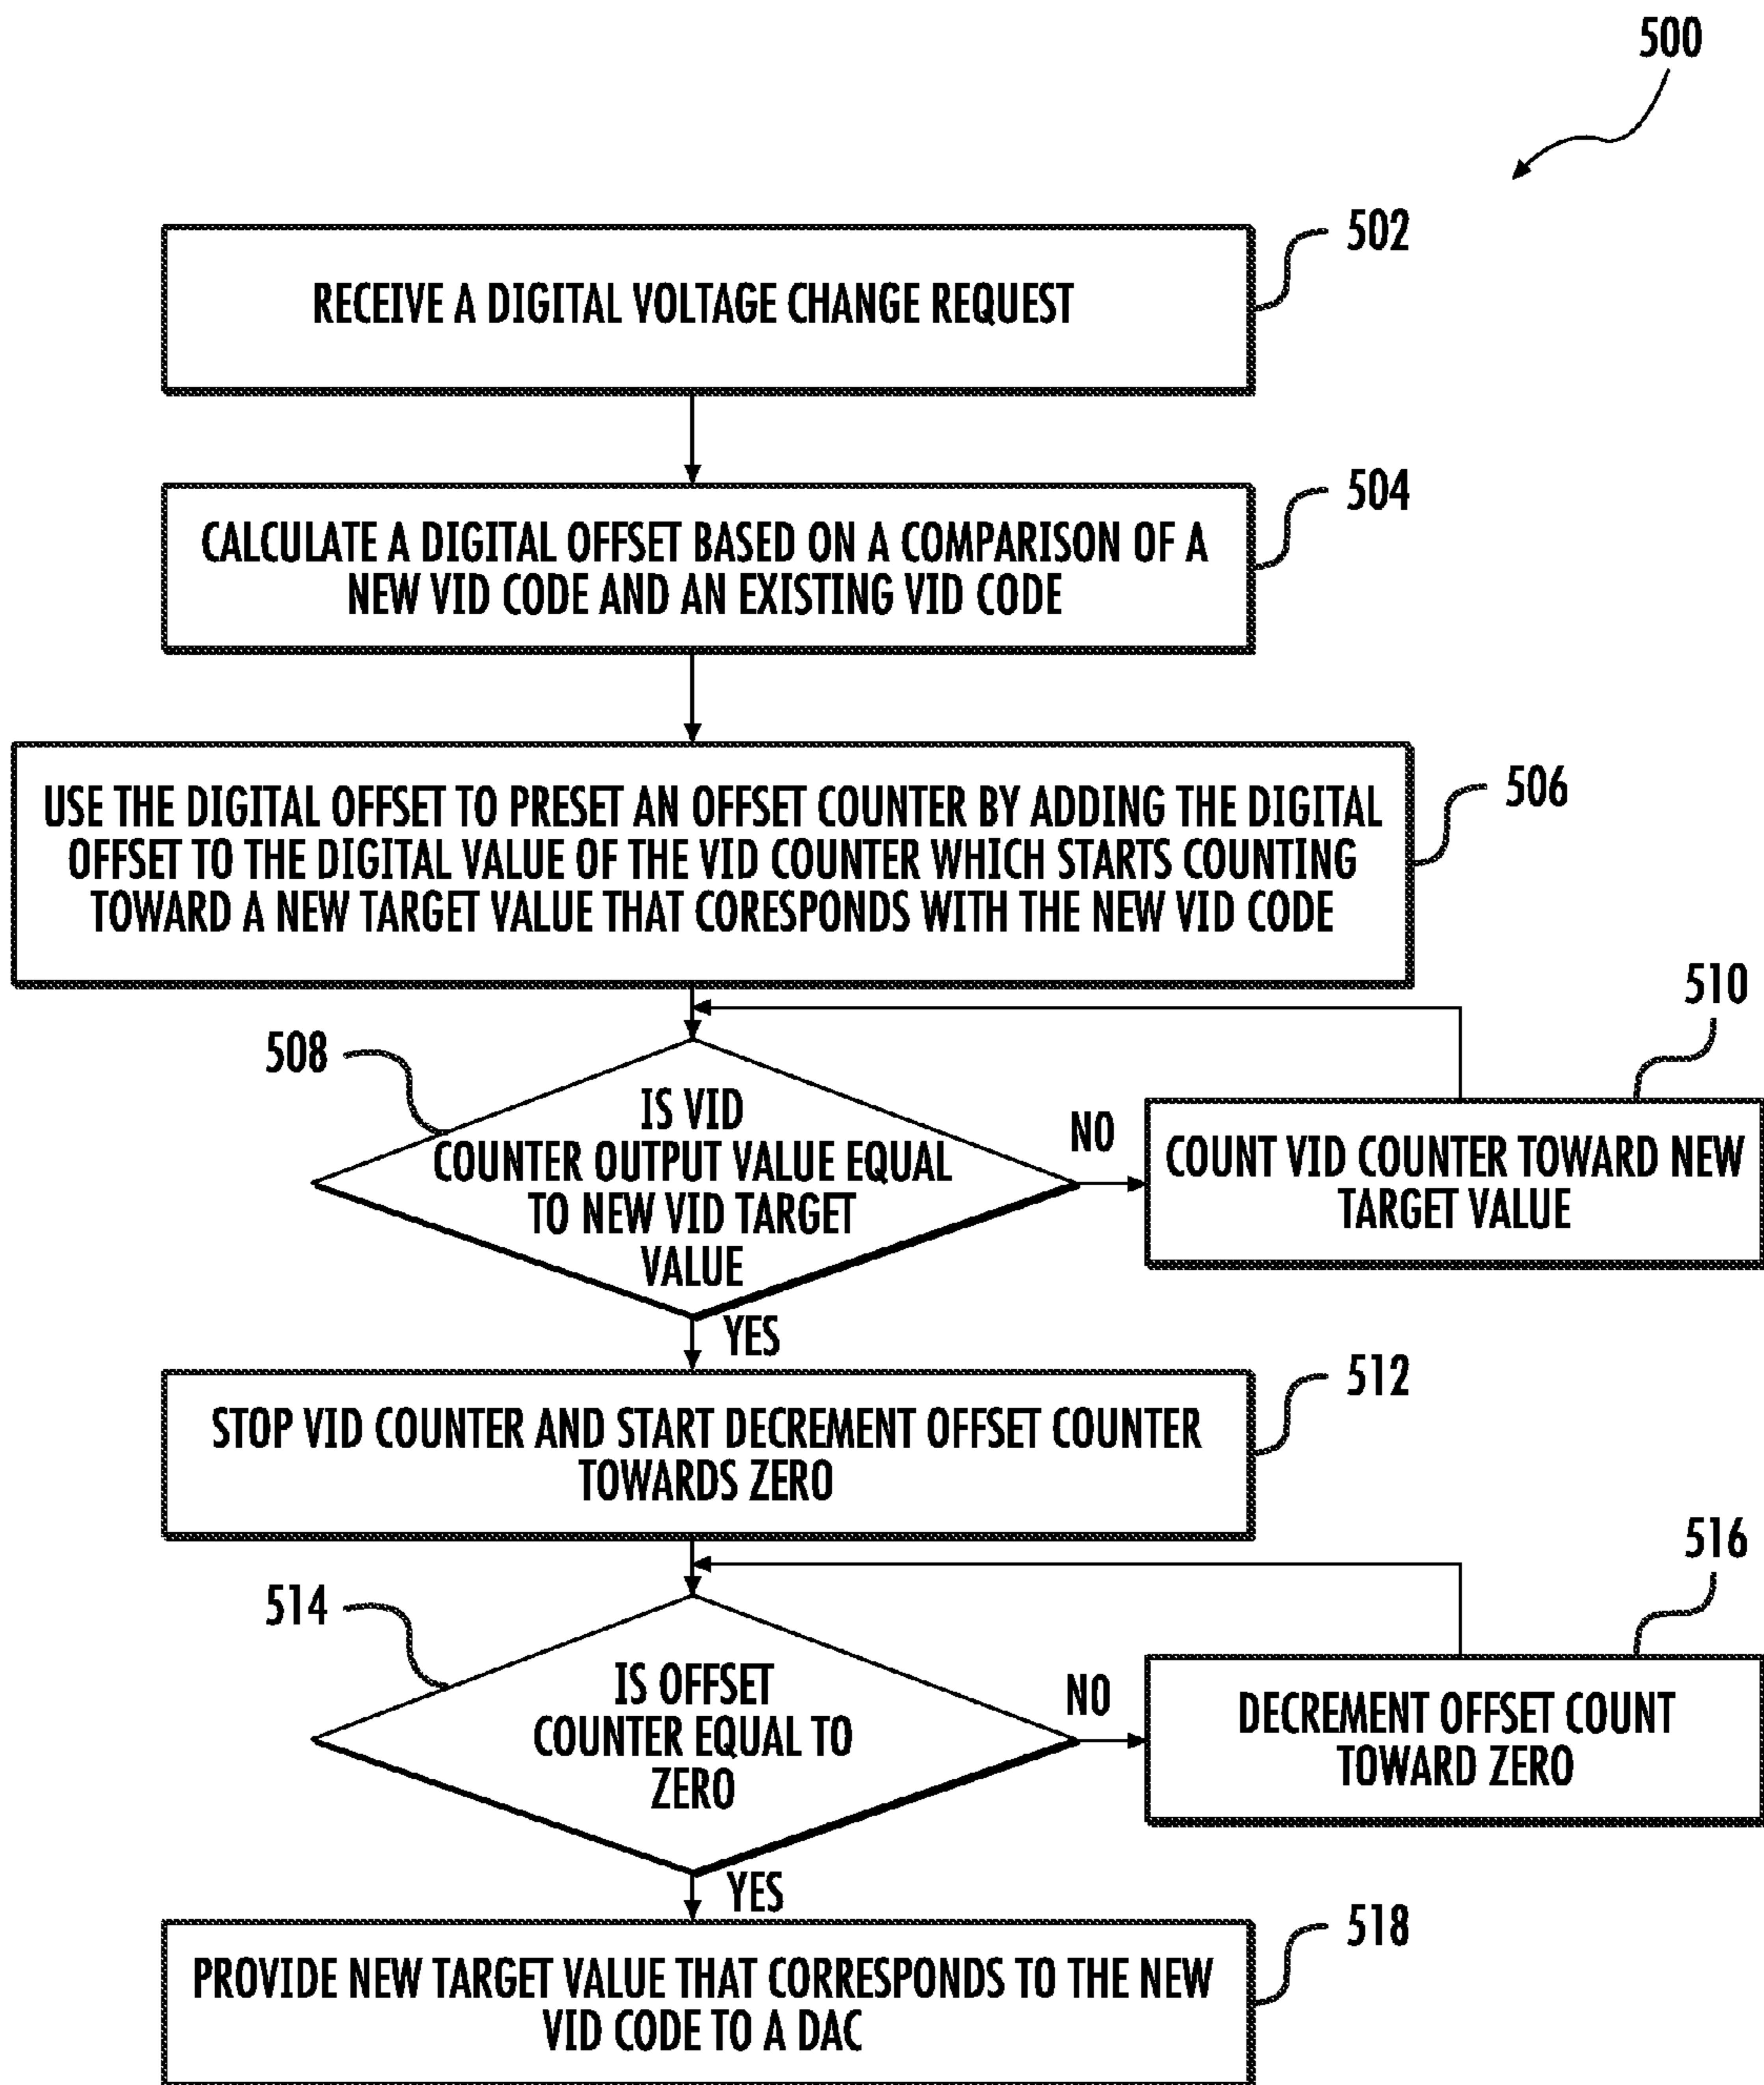 500
502
RECEIVE A DIGITAL VOLTAGE CHANGE REQUEST
504
CALCULATE A DIGITAL OFFSET BASED ON A COMPARISON OF A
NEW VID CODE AND AN EXISTING VID CODE
506
USE THE DIGITAL OFFSET TO PRESET AN OFFSET COUNTER BY ADDING THE DIGITAL
OFFSET TO THE DIGITAL VALUE OF THE VID COUNTER WHICH STARTS COUNTING
TOWARD A NEW TARGET VALUE THAT CORESPONDS WITH THE NEW VID CODE
508
IS VID
COUNTER OUTPUT VALUE EQUAL
TO NEW VID TARGET
VALUE
NO
510
COUNT VID COUNTER TOWARD NEW
TARGET VALUE
YES
512
STOP VID COUNTER AND START DECREMENT OFFSET COUNTER
TOWARDS ZERO
514
IS OFFSET
COUNTER EQUAL TO
ZERO
NO
516
DECREMENT OFFSET COUNT
TOWARD ZERO
YES
518
PROVIDE NEW TARGET VALUE THAT CORRESPONDS TO THE NEW
VID CODE TO A DAC